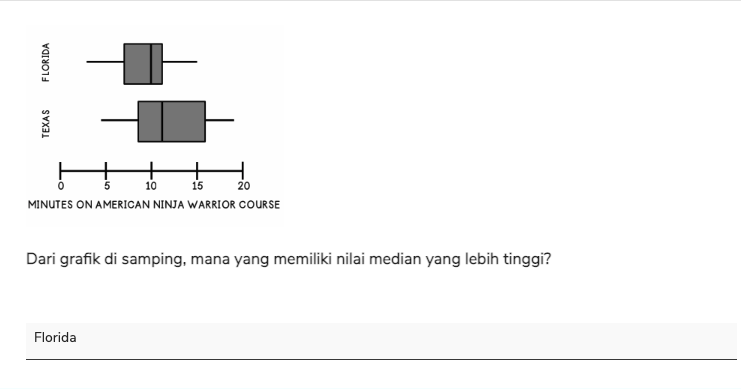 FLORIDA
TEXAS
0 5 10 15 20
MINUTES ON AMERICAN NINJA WARRIOR COURSE
Dari grafik di samping, mana yang memiliki nilai median yang lebih tinggi?
Florida